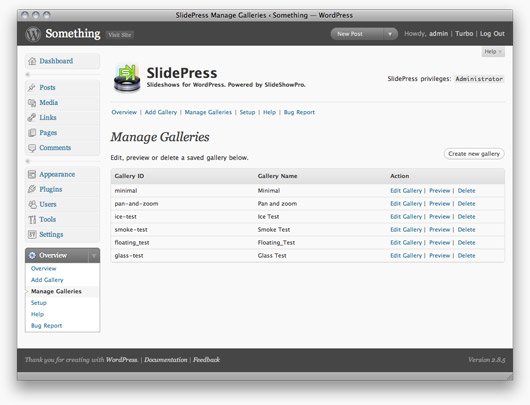 SlidePress Manage Galleries ‹ Something — WordPress
Something Visit Site New Post Howdy, admin | Turbo | Log Out
Help
Dashboard
Posts
Media
Links
Pages
Comments
Appearance
Plugins
Users
Tools
Settings
Overview
Overview
Add Gallery
Manage Galleries
Setup
Help
Bug Report
SlidePress
Slideshows for WordPress. Powered by SlideShowPro.
SlidePress privileges: Administrator
Overview | Add Gallery | Manage Galleries | Setup | Help | Bug Report
Manage Galleries
Edit, preview or delete a saved gallery below.
Create new gallery
Gallery ID Gallery Name Action
minimal Minimal Edit Gallery | Preview | Delete
pan-and-zoom Pan and zoom Edit Gallery | Preview | Delete
ice-test Ice Test Edit Gallery | Preview | Delete
smoke-test Smoke Test Edit Gallery | Preview | Delete
floating_test Floating_Test Edit Gallery | Preview | Delete
glass-test Glass Test Edit Gallery | Preview | Delete
Thank you for creating with WordPress. | Documentation | Feedback Version 2.8.5